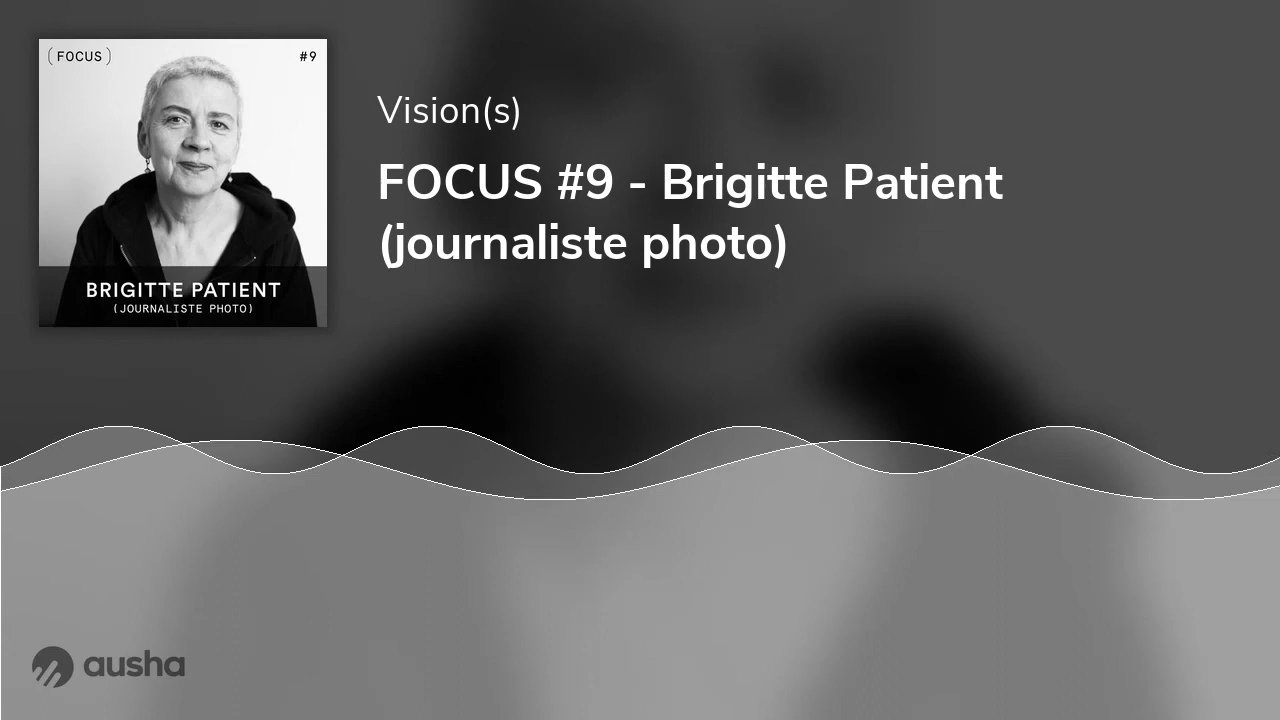 ( FOCUS )
#9
BRIGITTE PATIENT
(JOURNALISTE PHOTO)
Vision(s)
FOCUS #9 - Brigitte Patient
(journaliste photo)
ausha